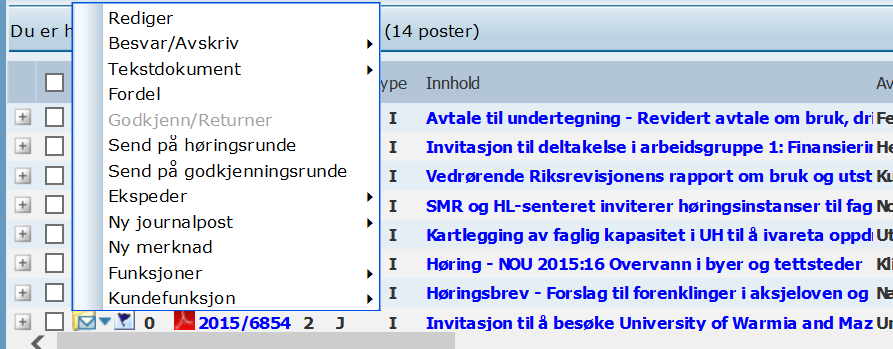 Du er h
(14 poster)
Rediger
Besvar/Avskriv
Tekstdokument
Fordel
Godkjenn/Returner
Send på høringsrunde
Send på godkjenningsrunde
Ekspeder
Ny journalpost
Ny merknad
Funksjoner
Kundefunksjon
ype Innhold Av
I Avtale til undertegning - Revidert avtale om bruk, dri Fe
I Invitasjon til deltakelse i arbeidsgruppe 1: Finansierin He
I Vedrørende Riksrevisjonens rapport om bruk og utst Ku
I SMR og HL-senteret inviterer høringsinstanser til fag No
I Kartlegging av faglig kapasitet i UH til å ivareta oppdr Ut
I Høring - NOU 2015:16 Overvann i byer og tettsteder Kli
I Høringsbrev - Forslag til forenklinger i aksjeloven og Na
0 2015/6854 2 J I Invitasjon til å besøke University of Warmia and Maz Un